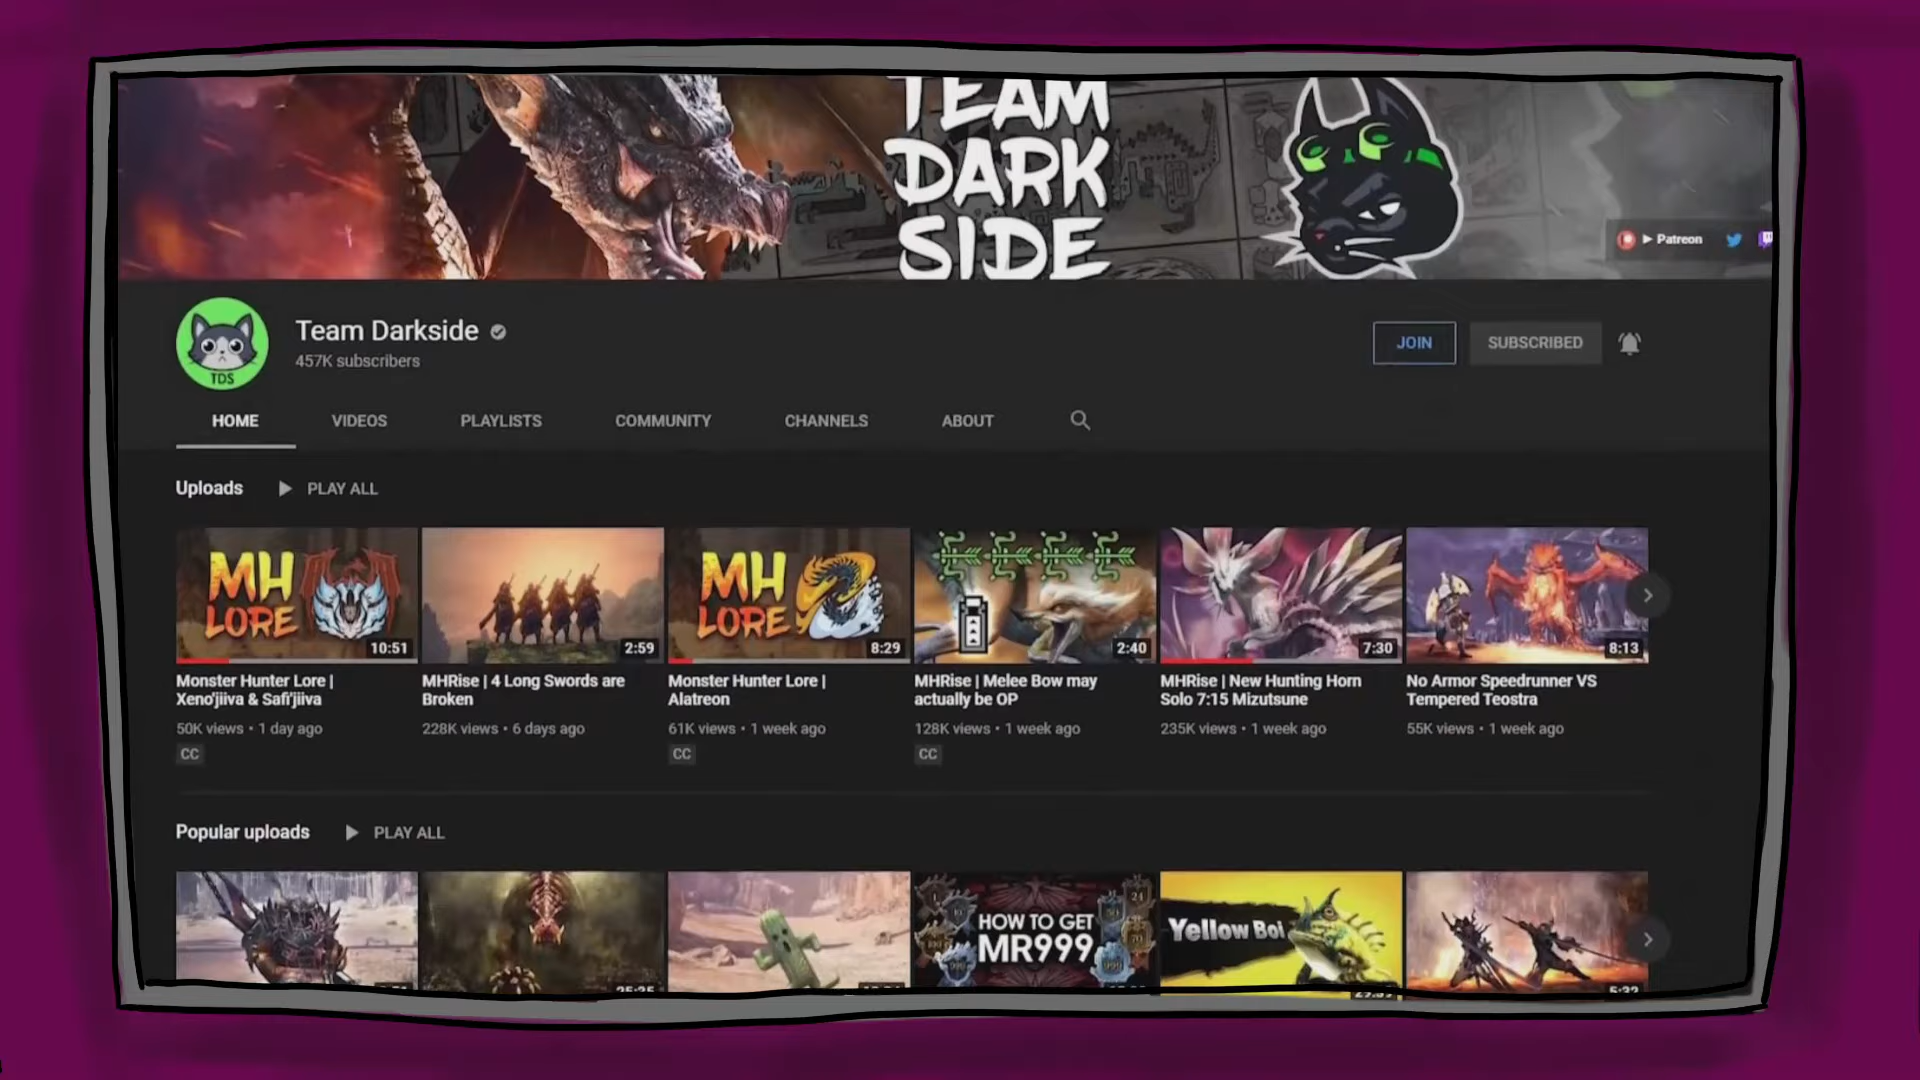 TEAM
DARK
SIDE
Patreon
TDS
Team Darkside
457K subscribers
JOIN
SUBSCRIBED
HOME
VIDEOS
PLAYLISTS
COMMUNITY
CHANNELS
ABOUT
Uploads
PLAY ALL
MH
LORE
10:51
2:59
MH
LORE
8:29
2:40
7:30
8:13
Monster Hunter Lore |
Xeno'jiiva & Safi'jiiva
50K views • 1 day ago
CC
MHRise | 4 Long Swords are
Broken
228K views • 6 days ago
Monster Hunter Lore |
Alatreon
61K views • 1 week ago
CC
MHRise | Melee Bow may
actually be OP
128K views • 1 week ago
CC
MHRise | New Hunting Horn
Solo 7:15 Mizutsune
235K views • 1 week ago
No Armor Speedrunner VS
Tempered Teostra
55K views • 1 week ago
Popular uploads
PLAY ALL
HOW TO GET
MR999
Yellow Boi
25:35
5:32